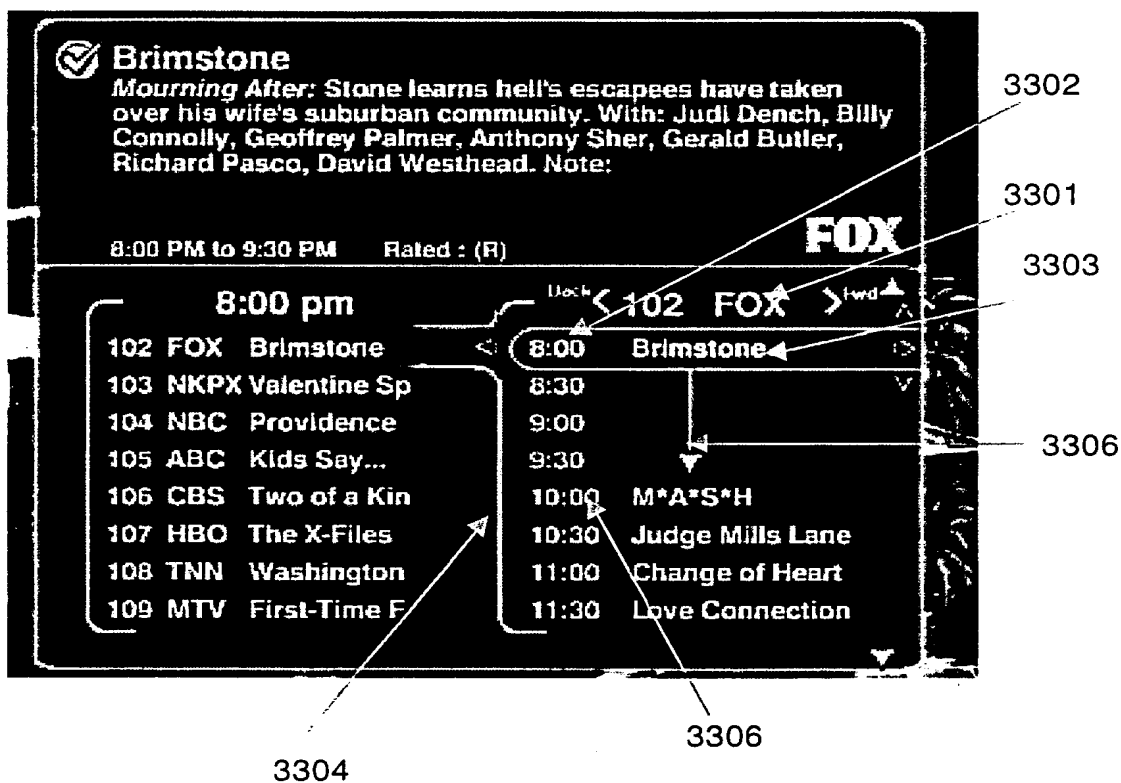 Brimstone
Mourning After: Stone learns hell's escapees have taken
over his wife's suburban community. With: Judi Dench, Billy
Connolly, Geoffrey Palmer, Anthony Sher, Gerald Butler,
Richard Pasco, David Westhead. Note:
8:00 PM to 9:30 PM Rated : (R)
FOX
8:00 pm
102 FOX Brimstone
103 NKPX Valentine Sp
104 NBC Providence
105 ABC Kids Say...
106 CBS Two of a Kin
107 HBO The X-Files
108 TNN Washington
109 MTV First-Time F
Back < 102 FOX > Fwd
8:00 Brimstone
8:30
9:00
9:30
10:00 M*A*S*H
10:30 Judge Mills Lane
11:00 Change of Heart
11:30 Love Connection
3302
3301
3303
3306
3306
3304